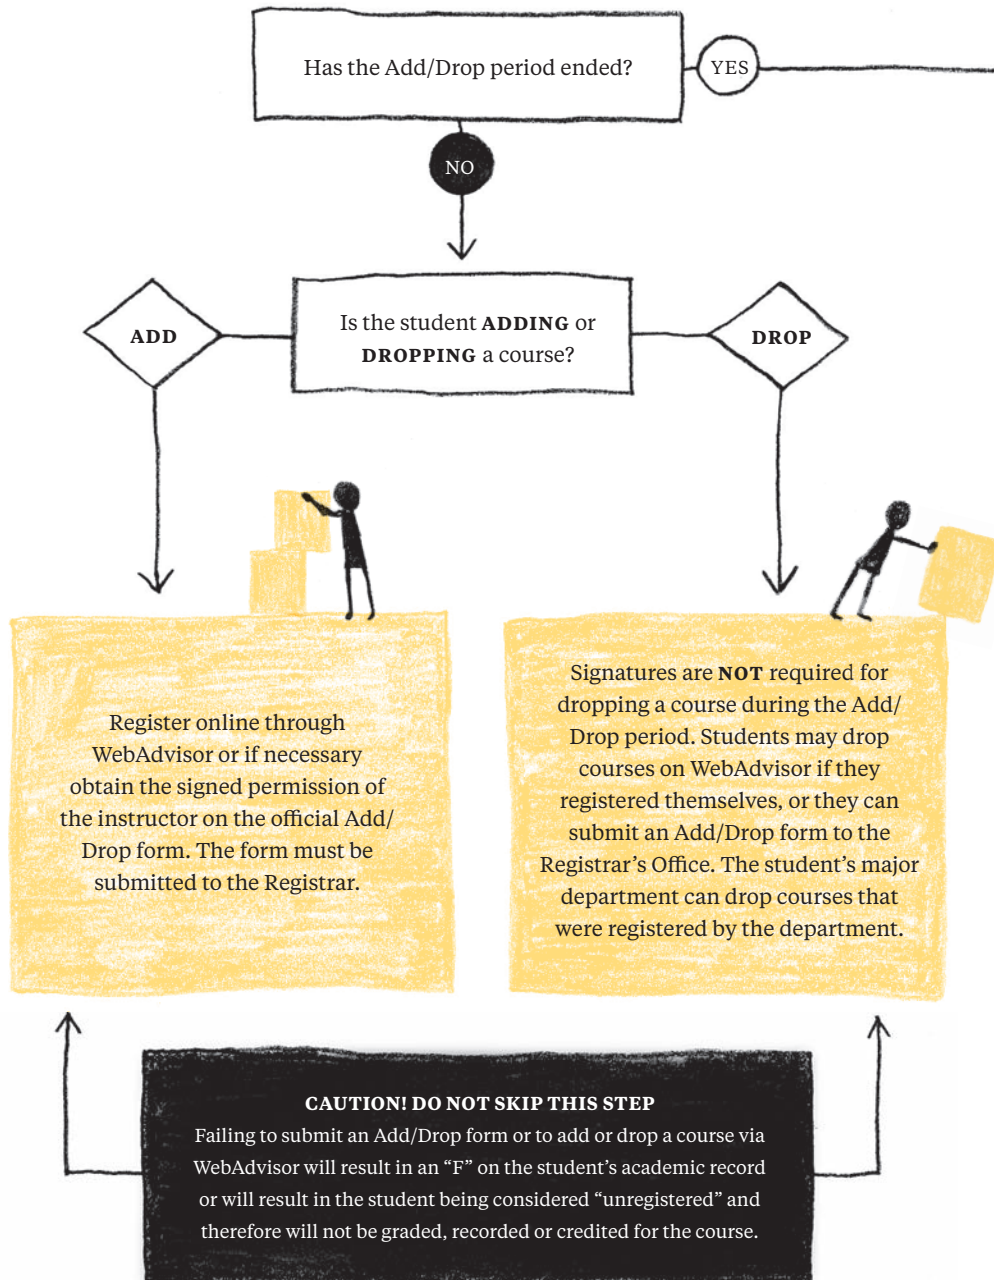 Has the Add/Drop period ended?
YES
NO
Is the student ADDING or
DROPPING a course?
ADD
DROP
Register online through
WebAdvisor or if necessary
obtain the signed permission of
the instructor on the official Add/
Drop form. The form must be
submitted to the Registrar.
Signatures are NOT required for
dropping a course during the Add/
Drop period. Students may drop
courses on WebAdvisor if they
registered themselves, or they can
submit an Add/Drop form to the
Registrar’s Office. The student’s major
department can drop courses that
were registered by the department.
CAUTION! DO NOT SKIP THIS STEP
Failing to submit an Add/Drop form or to add or drop a course via
WebAdvisor will result in an “F” on the student’s academic record
or will result in the student being considered “unregistered” and
therefore will not be graded, recorded or credited for the course.